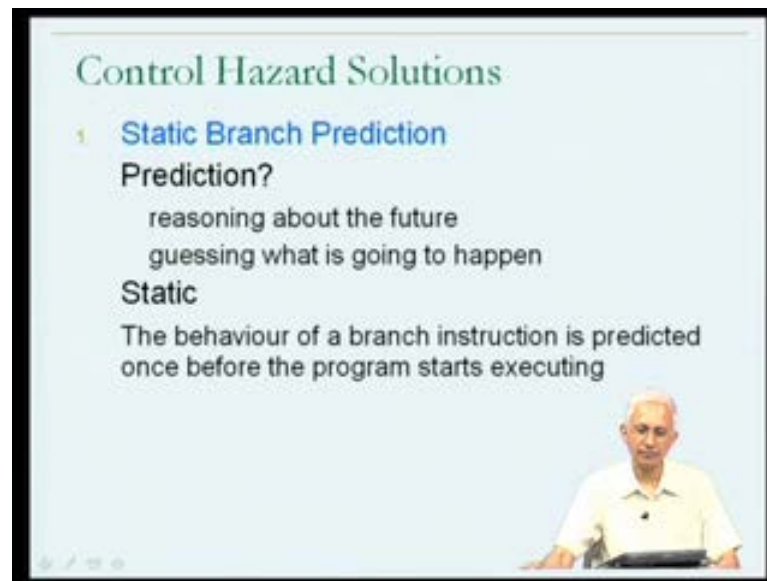 Control Hazard Solutions
1. Static Branch Prediction
Prediction?
reasoning about the future
guessing what is going to happen
Static
The behaviour of a branch instruction is predicted
once before the program starts executing